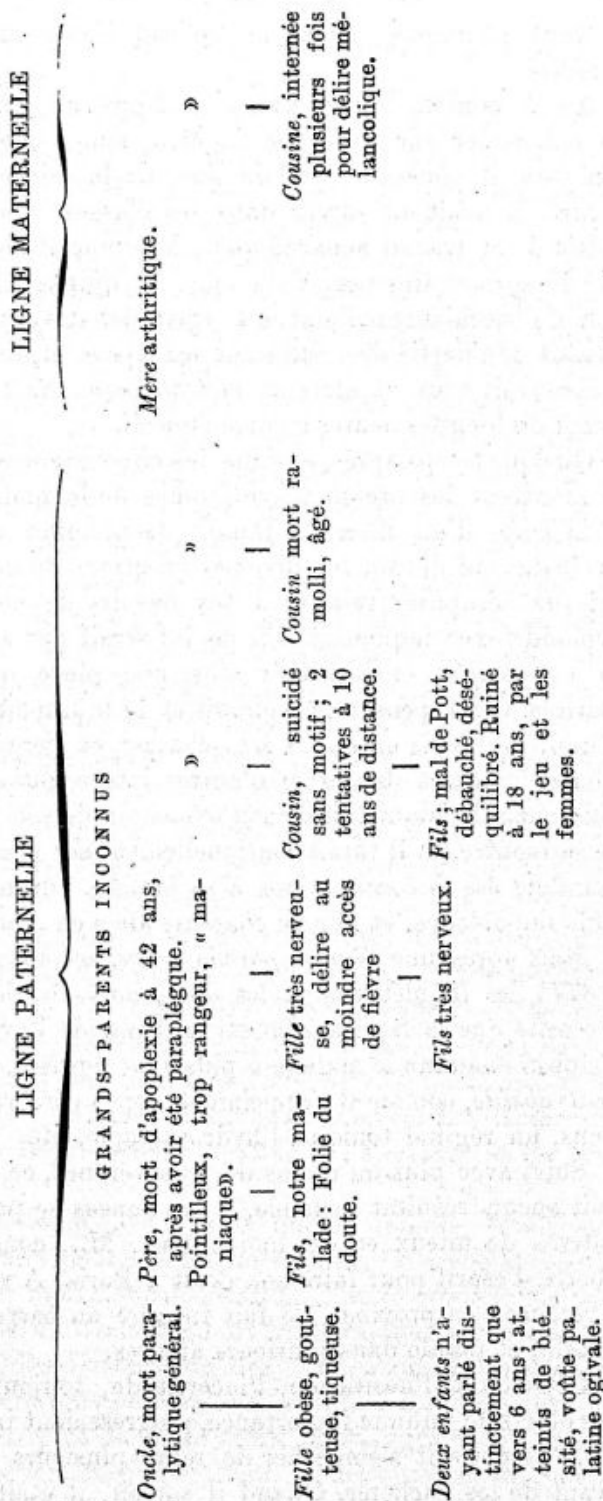 LIGNE PATERNELLE
LIGNE MATERNELLE
GRANDS-PARENTS INCONNUS
Oncle, mort para-
lytique général.
Père, mort d'apoplexie à 42 ans,
après avoir été paraplégque.
Pointilleux, trop rangeur, « ma-
niaque».
»
»
Mère arthritique.
»
Fille obèse, gout-
teuse, tiqueuse.
Fils, notre ma-
lade : Folie du
doute.
Fille très nerveu-
se, délire au
moindre accès
de fièvre
Cousin, suicidé
sans motif ; 2
tentatives à 10
ans de distance.
Cousin mort ra-
molli, âgé.
Cousine, internée
plusieurs fois
pour délire mé-
lancolique.
Deux enfants n'a-
yant parlé dis-
tinctement que
vers 6 ans ; at-
teints de blé-
sité, voûte pa-
latine ogivale.
Fils très nerveux.
Fils, mal de Pott,
débauché, désé-
quilibré. Ruiné
à 18 ans, par
le jeu et les
femmes.